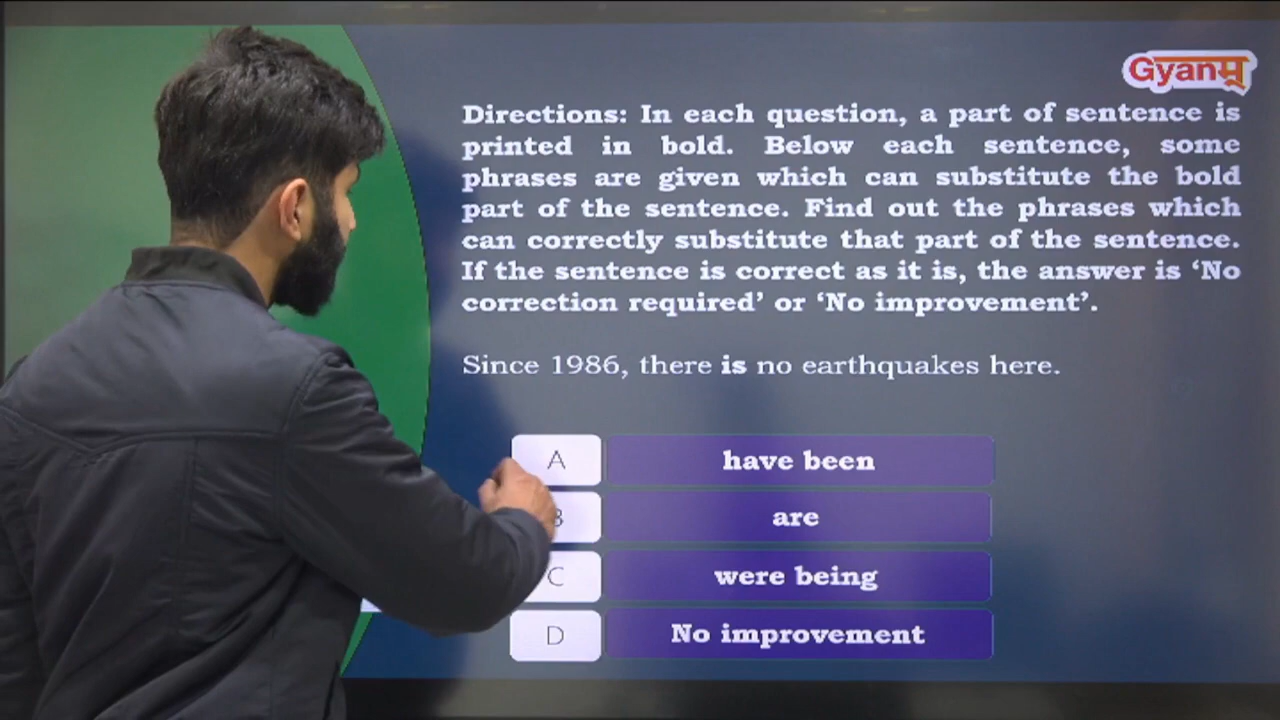 Gyanमृ
Directions: In each question, a part of sentence is
printed in bold. Below each sentence, some
phrases are given which can substitute the bold
part of the sentence. Find out the phrases which
can correctly substitute that part of the sentence.
If the sentence is correct as it is, the answer is ‘No
correction required’ or ‘No improvement’.
Since 1986, there is no earthquakes here.
A have been
B are
C were being
D No improvement